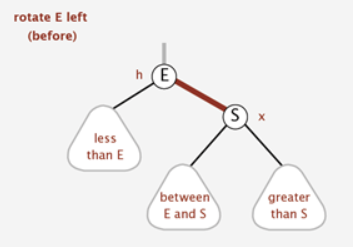 rotate E left
(before)
h
E
S
x
less
than E
between
E and S
greater
than S